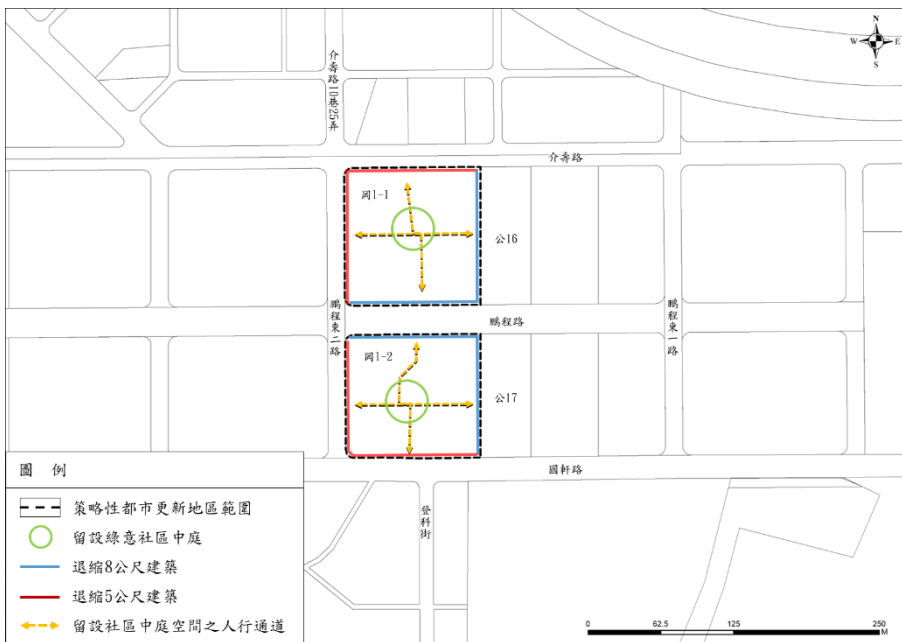 N
W
E
S
介壽路10巷25弄
介壽路
岡1-1
公16
鵬程東二路
鵬程路
鵬程東一路
岡1-2
公17
國軒路
登科街
圖 例
策略性都市更新地區範圍
留設綠意社區中庭
退縮8公尺建築
退縮5公尺建築
留設社區中庭空間之人行通道
0 62.5 125 250
M